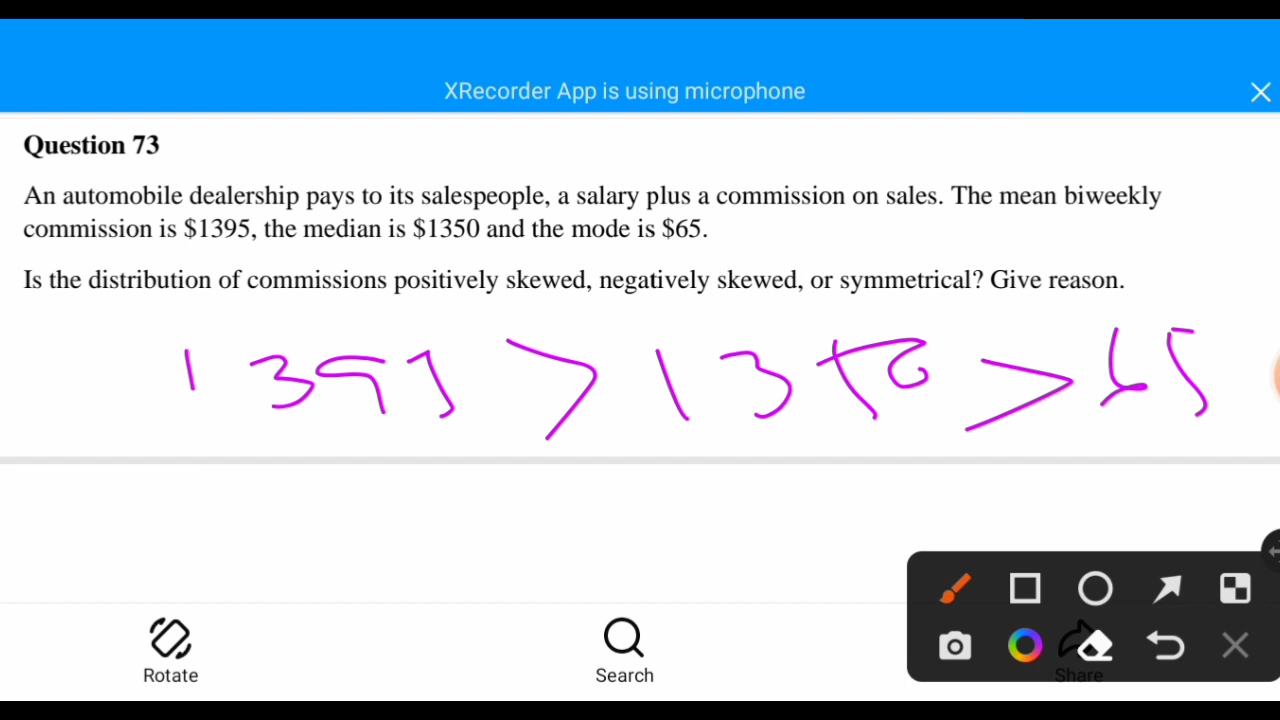 XRecorder App is using microphone
Question 73
An automobile dealership pays to its salespeople, a salary plus a commission on sales. The mean biweekly
commission is $1395, the median is $1350 and the mode is $65.
Is the distribution of commissions positively skewed, negatively skewed, or symmetrical? Give reason.
1395 > 1350 > 65
Rotate
Search
Share